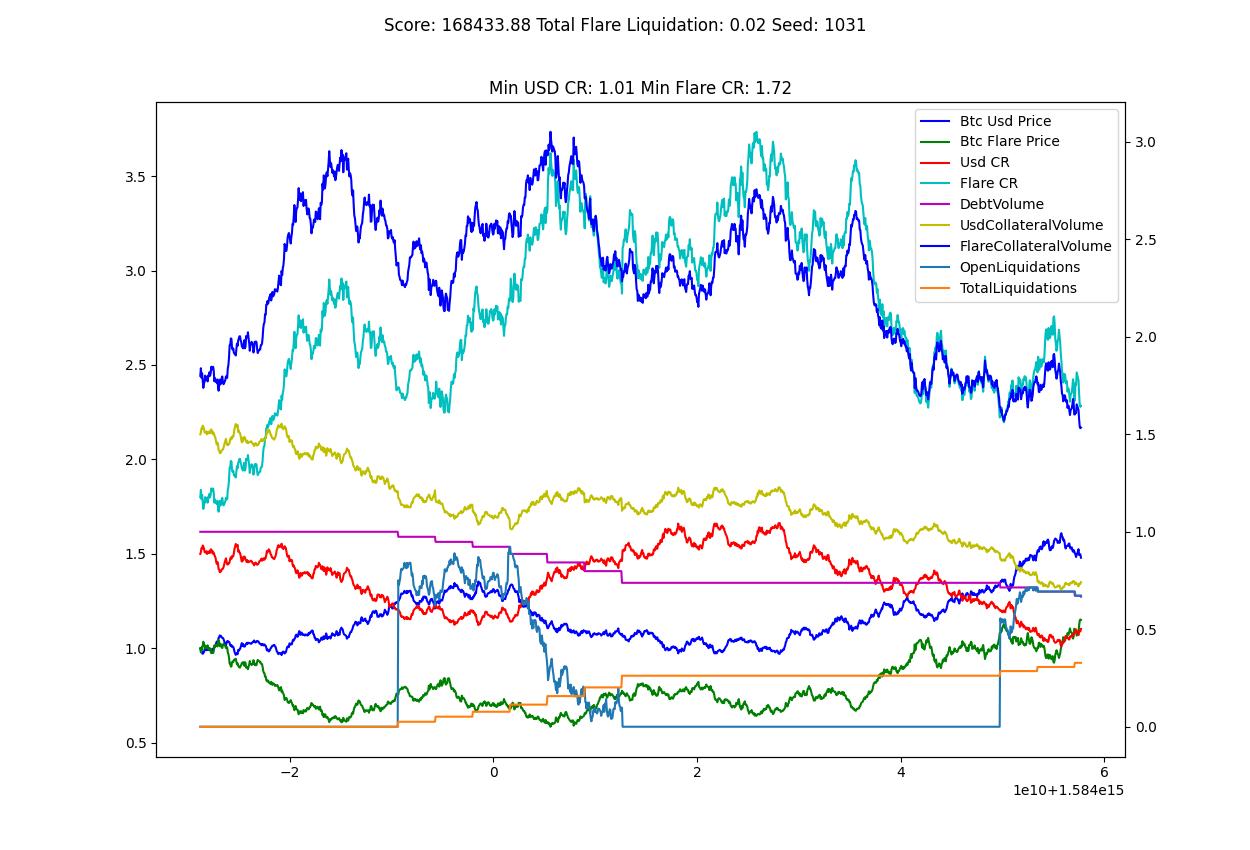 Score: 168433.88 Total Flare Liquidation: 0.02 Seed: 1031
Min USD CR: 1.01 Min Flare CR: 1.72
Btc Usd Price
Btc Flare Price
Usd CR
Flare CR
DebtVolume
UsdCollateralVolume
FlareCollateralVolume
OpenLiquidations
TotalLiquidations
3.5
3.0
2.5
2.0
1.5
1.0
0.5
3.0
2.5
2.0
1.5
1.0
0.5
0.0
−2 0 2 4 6
1e10+1.584e15